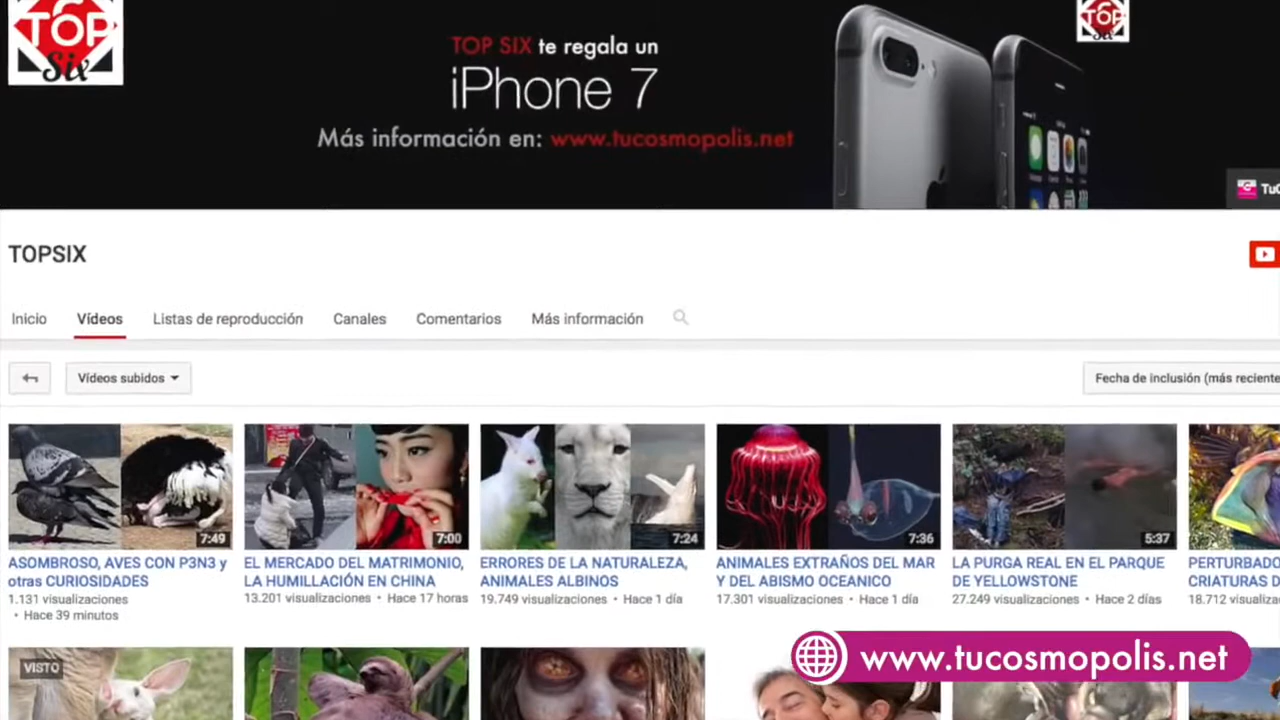 TOP
Six
TOP
Six
TOP SIX te regala un
iPhone 7
Más información en: www.tucosmopolis.net
TOPSIX
Inicio
Vídeos
Listas de reproducción
Canales
Comentarios
Más información
Vídeos subidos
Fecha de inclusión (más reciente
7:49
7:00
7:24
7:36
5:37
ASOMBROSO, AVES CON P3N3 y
otras CURIOSIDADES
1.131 visualizaciones
• Hace 39 minutos
EL MERCADO DEL MATRIMONIO,
LA HUMILLACIÓN EN CHINA
13.201 visualizaciones • Hace 17 horas
ERRORES DE LA NATURALEZA,
ANIMALES ALBINOS
19.749 visualizaciones • Hace 1 día
ANIMALES EXTRAÑOS DEL MAR
Y DEL ABISMO OCEANICO
17.301 visualizaciones • Hace 1 día
LA PURGA REAL EN EL PARQUE
DE YELLOWSTONE
27.249 visualizaciones • Hace 2 días
PERTURBADO
CRIATURAS D
18.712 visualiza
VISTO
www.tucosmopolis.net